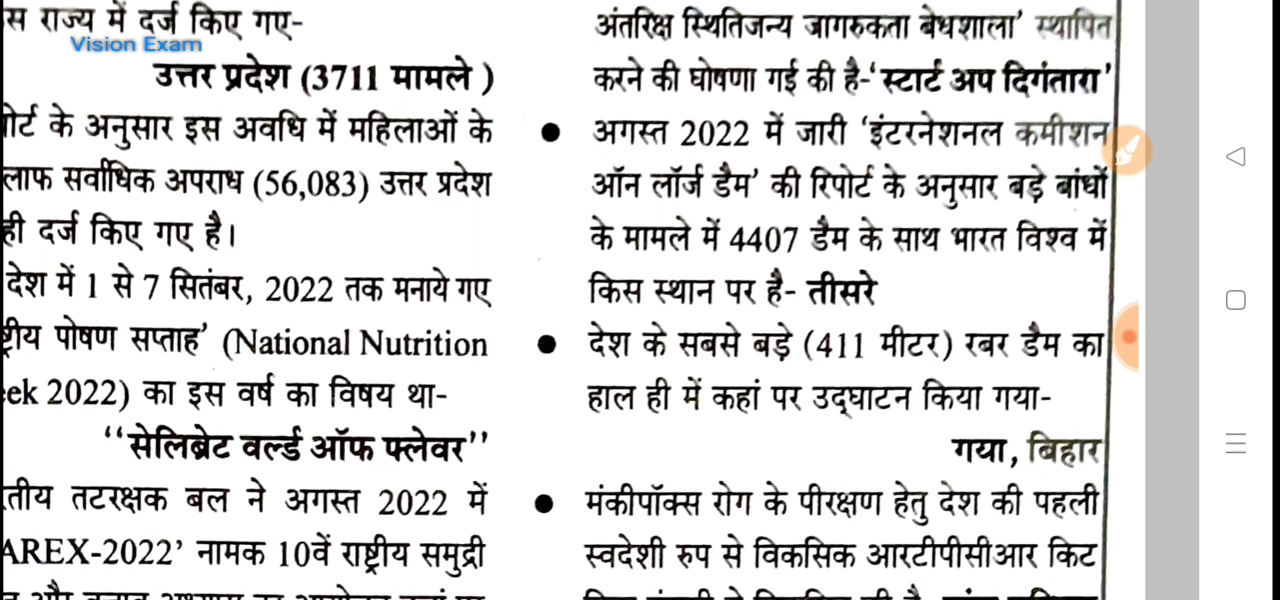 स राज्य में दर्ज किए गए-
Vision Exam
उत्तर प्रदेश (3711 मामले )
ोर्ट के अनुसार इस अवधि में महिलाओं के
लाफ सर्वाधिक अपराध (56,083) उत्तर प्रदेश
ही दर्ज किए गए है।
देश में 1 से 7 सितंबर, 2022 तक मनाये गए
ट्रीय पोषण सप्ताह’ (National Nutrition
ek 2022) का इस वर्ष का विषय था-
‘‘सेलिब्रेट वर्ल्ड ऑफ फ्लेवर’’
तीय तटरक्षक बल ने अगस्त 2022 में
AREX-2022’ नामक 10वें राष्ट्रीय समुद्री
अंतरिक्ष स्थितिजन्य जागरुकता बेधशाला’ स्थापित
करने की घोषणा गई की है-‘स्टार्ट अप दिगंतारा’
● अगस्त 2022 में जारी ‘इंटरनेशनल कमीशन
ऑन लॉर्ज डैम’ की रिपोर्ट के अनुसार बड़े बांधों
के मामले में 4407 डैम के साथ भारत विश्व में
किस स्थान पर है- तीसरे
● देश के सबसे बड़े (411 मीटर) रबर डैम का
हाल ही में कहां पर उद्घाटन किया गया-
गया, बिहार
● मंकीपॉक्स रोग के पीरक्षण हेतु देश की पहली
स्वदेशी रुप से विकसिक आरटीपीसीआर किट